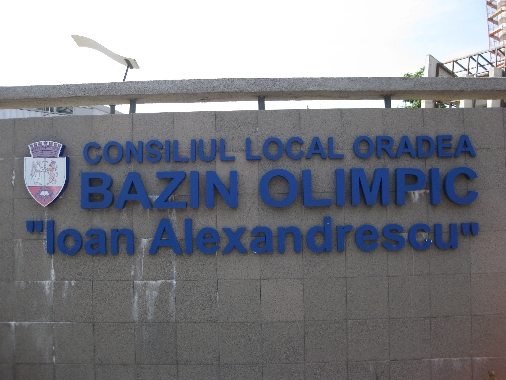 CONSILIUL LOCAL ORADEA
BAZIN OLIMPIC
"Ioan Alexandrescu"